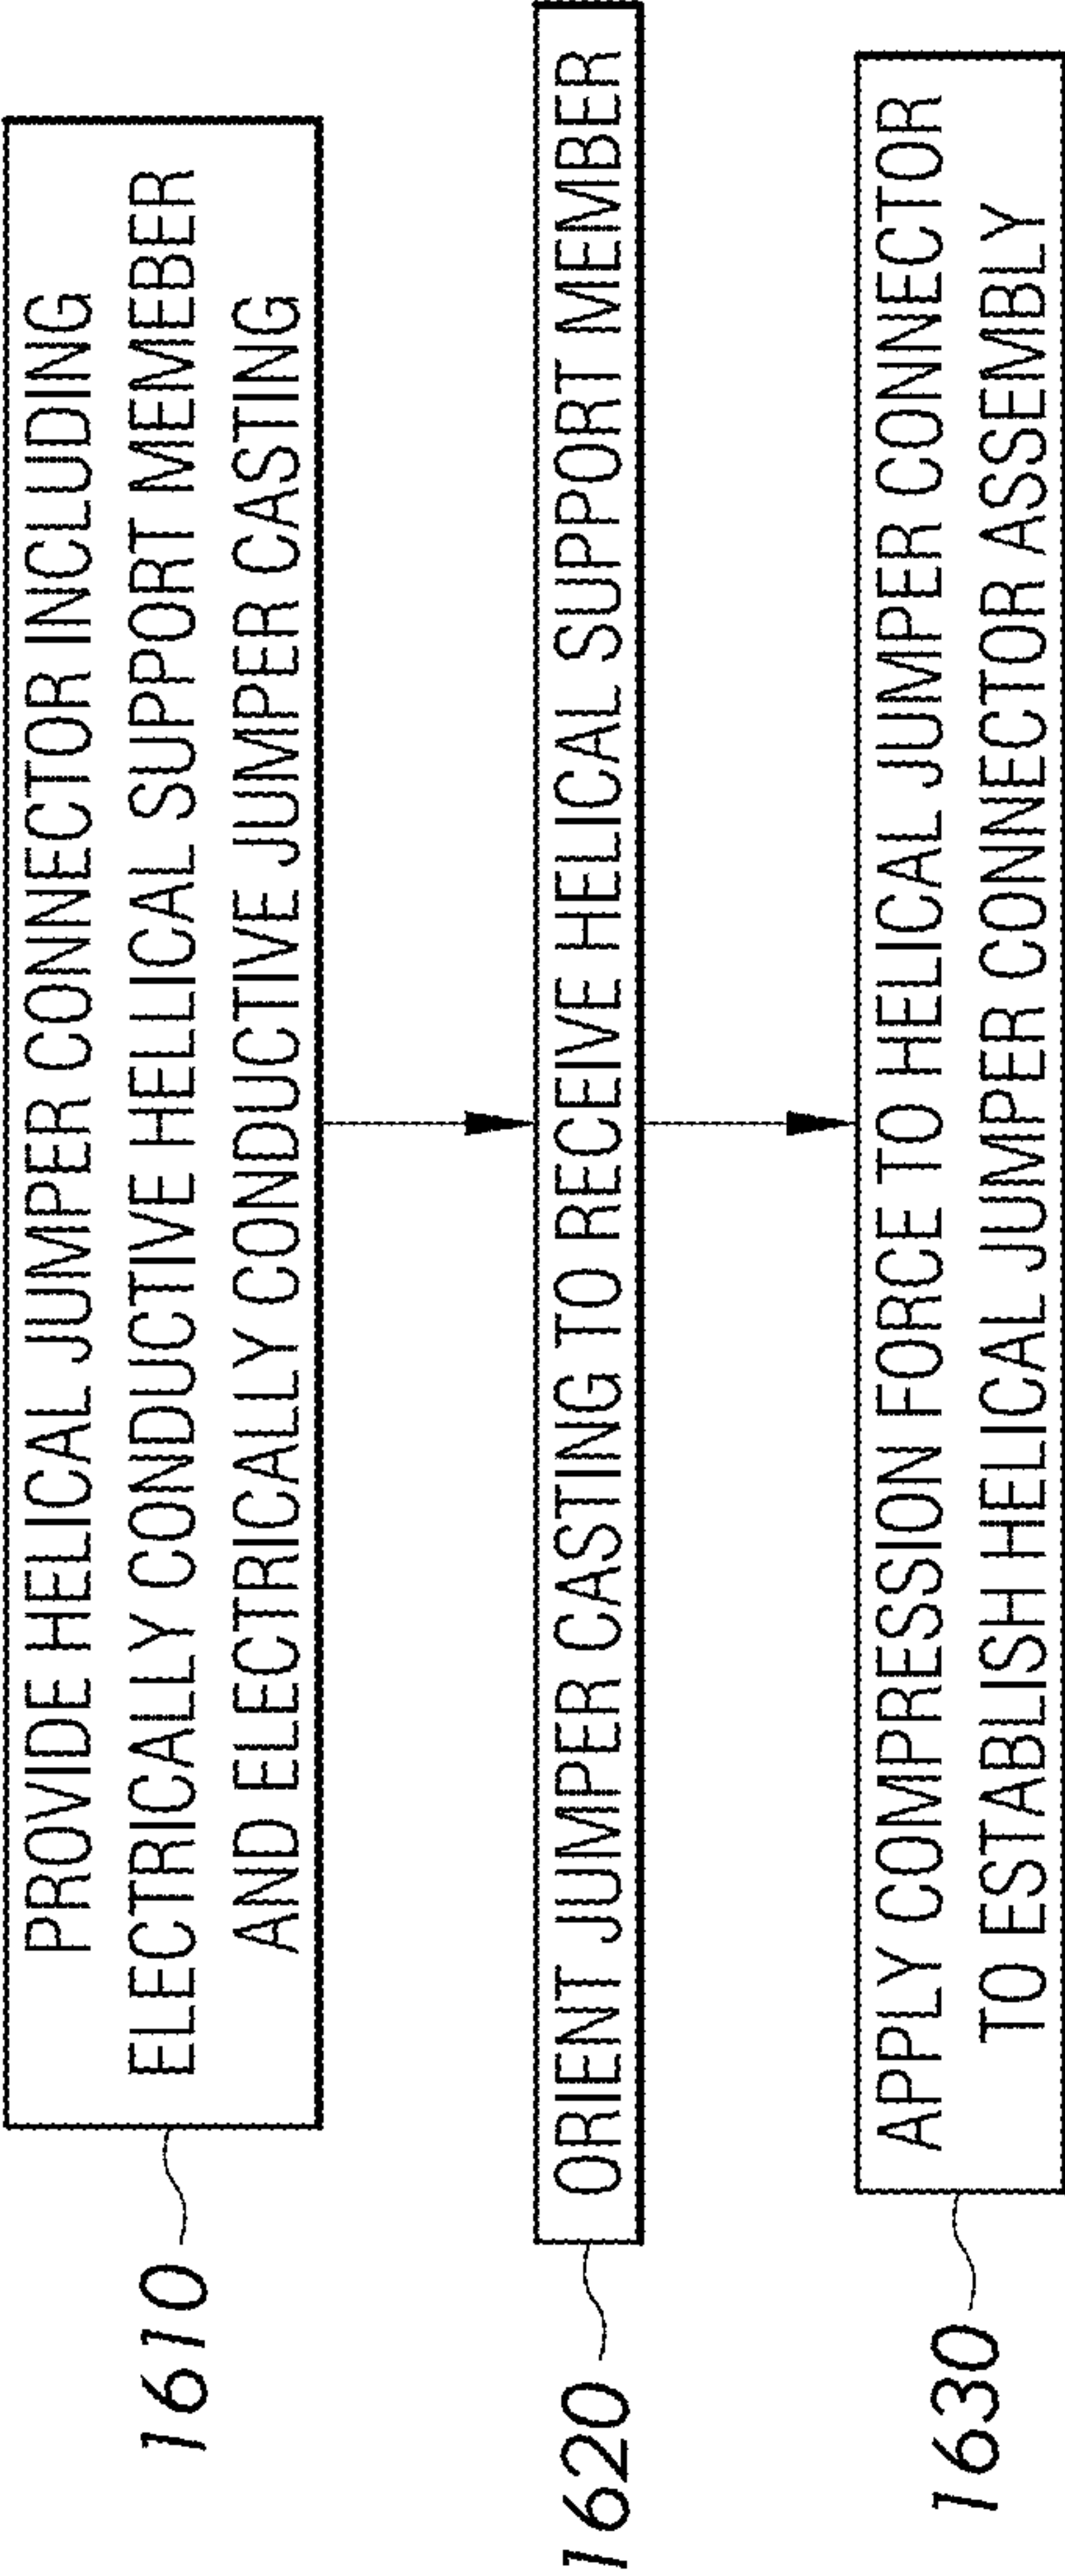 PROVIDE HELICAL JUMPER CONNECTOR INCLUDING
ELECTRICALLY CONDUCTIVE HELLICAL SUPPORT MEMEBER
AND ELECTRICALLY CONDUCTIVE JUMPER CASTING
1610
ORIENT JUMPER CASTING TO RECEIVE HELICAL SUPPORT MEMBER
1620
APPLY COMPRESSION FORCE TO HELICAL JUMPER CONNECTOR
TO ESTABLISH HELICAL JUMPER CONNECTOR ASSEMBLY
1630